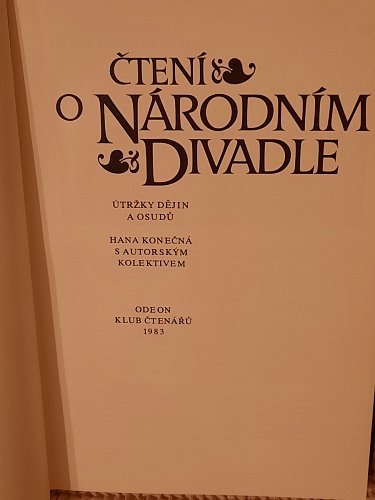 ČTENÍ
O NÁRODNÍM
DIVADLE
ÚTRŽKY DĚJIN
A OSUDŮ
HANA KONEČNÁ
S AUTORSKÝM
KOLEKTIVEM
ODEON
KLUB ČTENÁŘŮ
1983